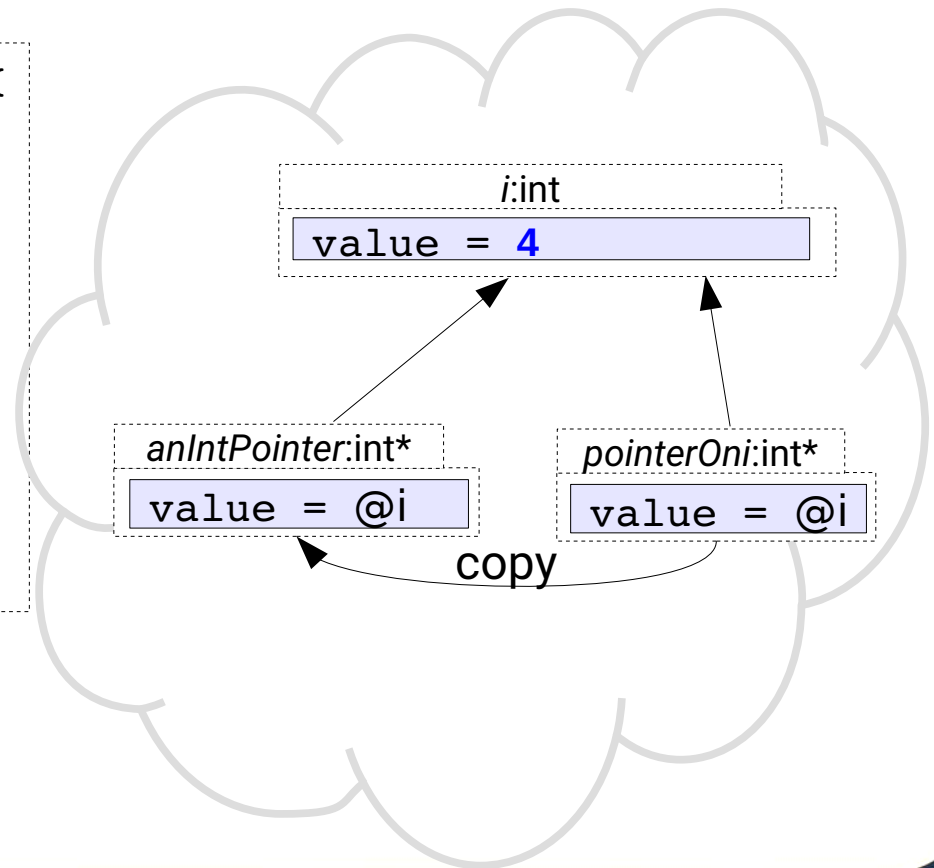 i:int
value = 4
anIntPointer:int*
pointerOni:int*
value = @i
value = @i
copy